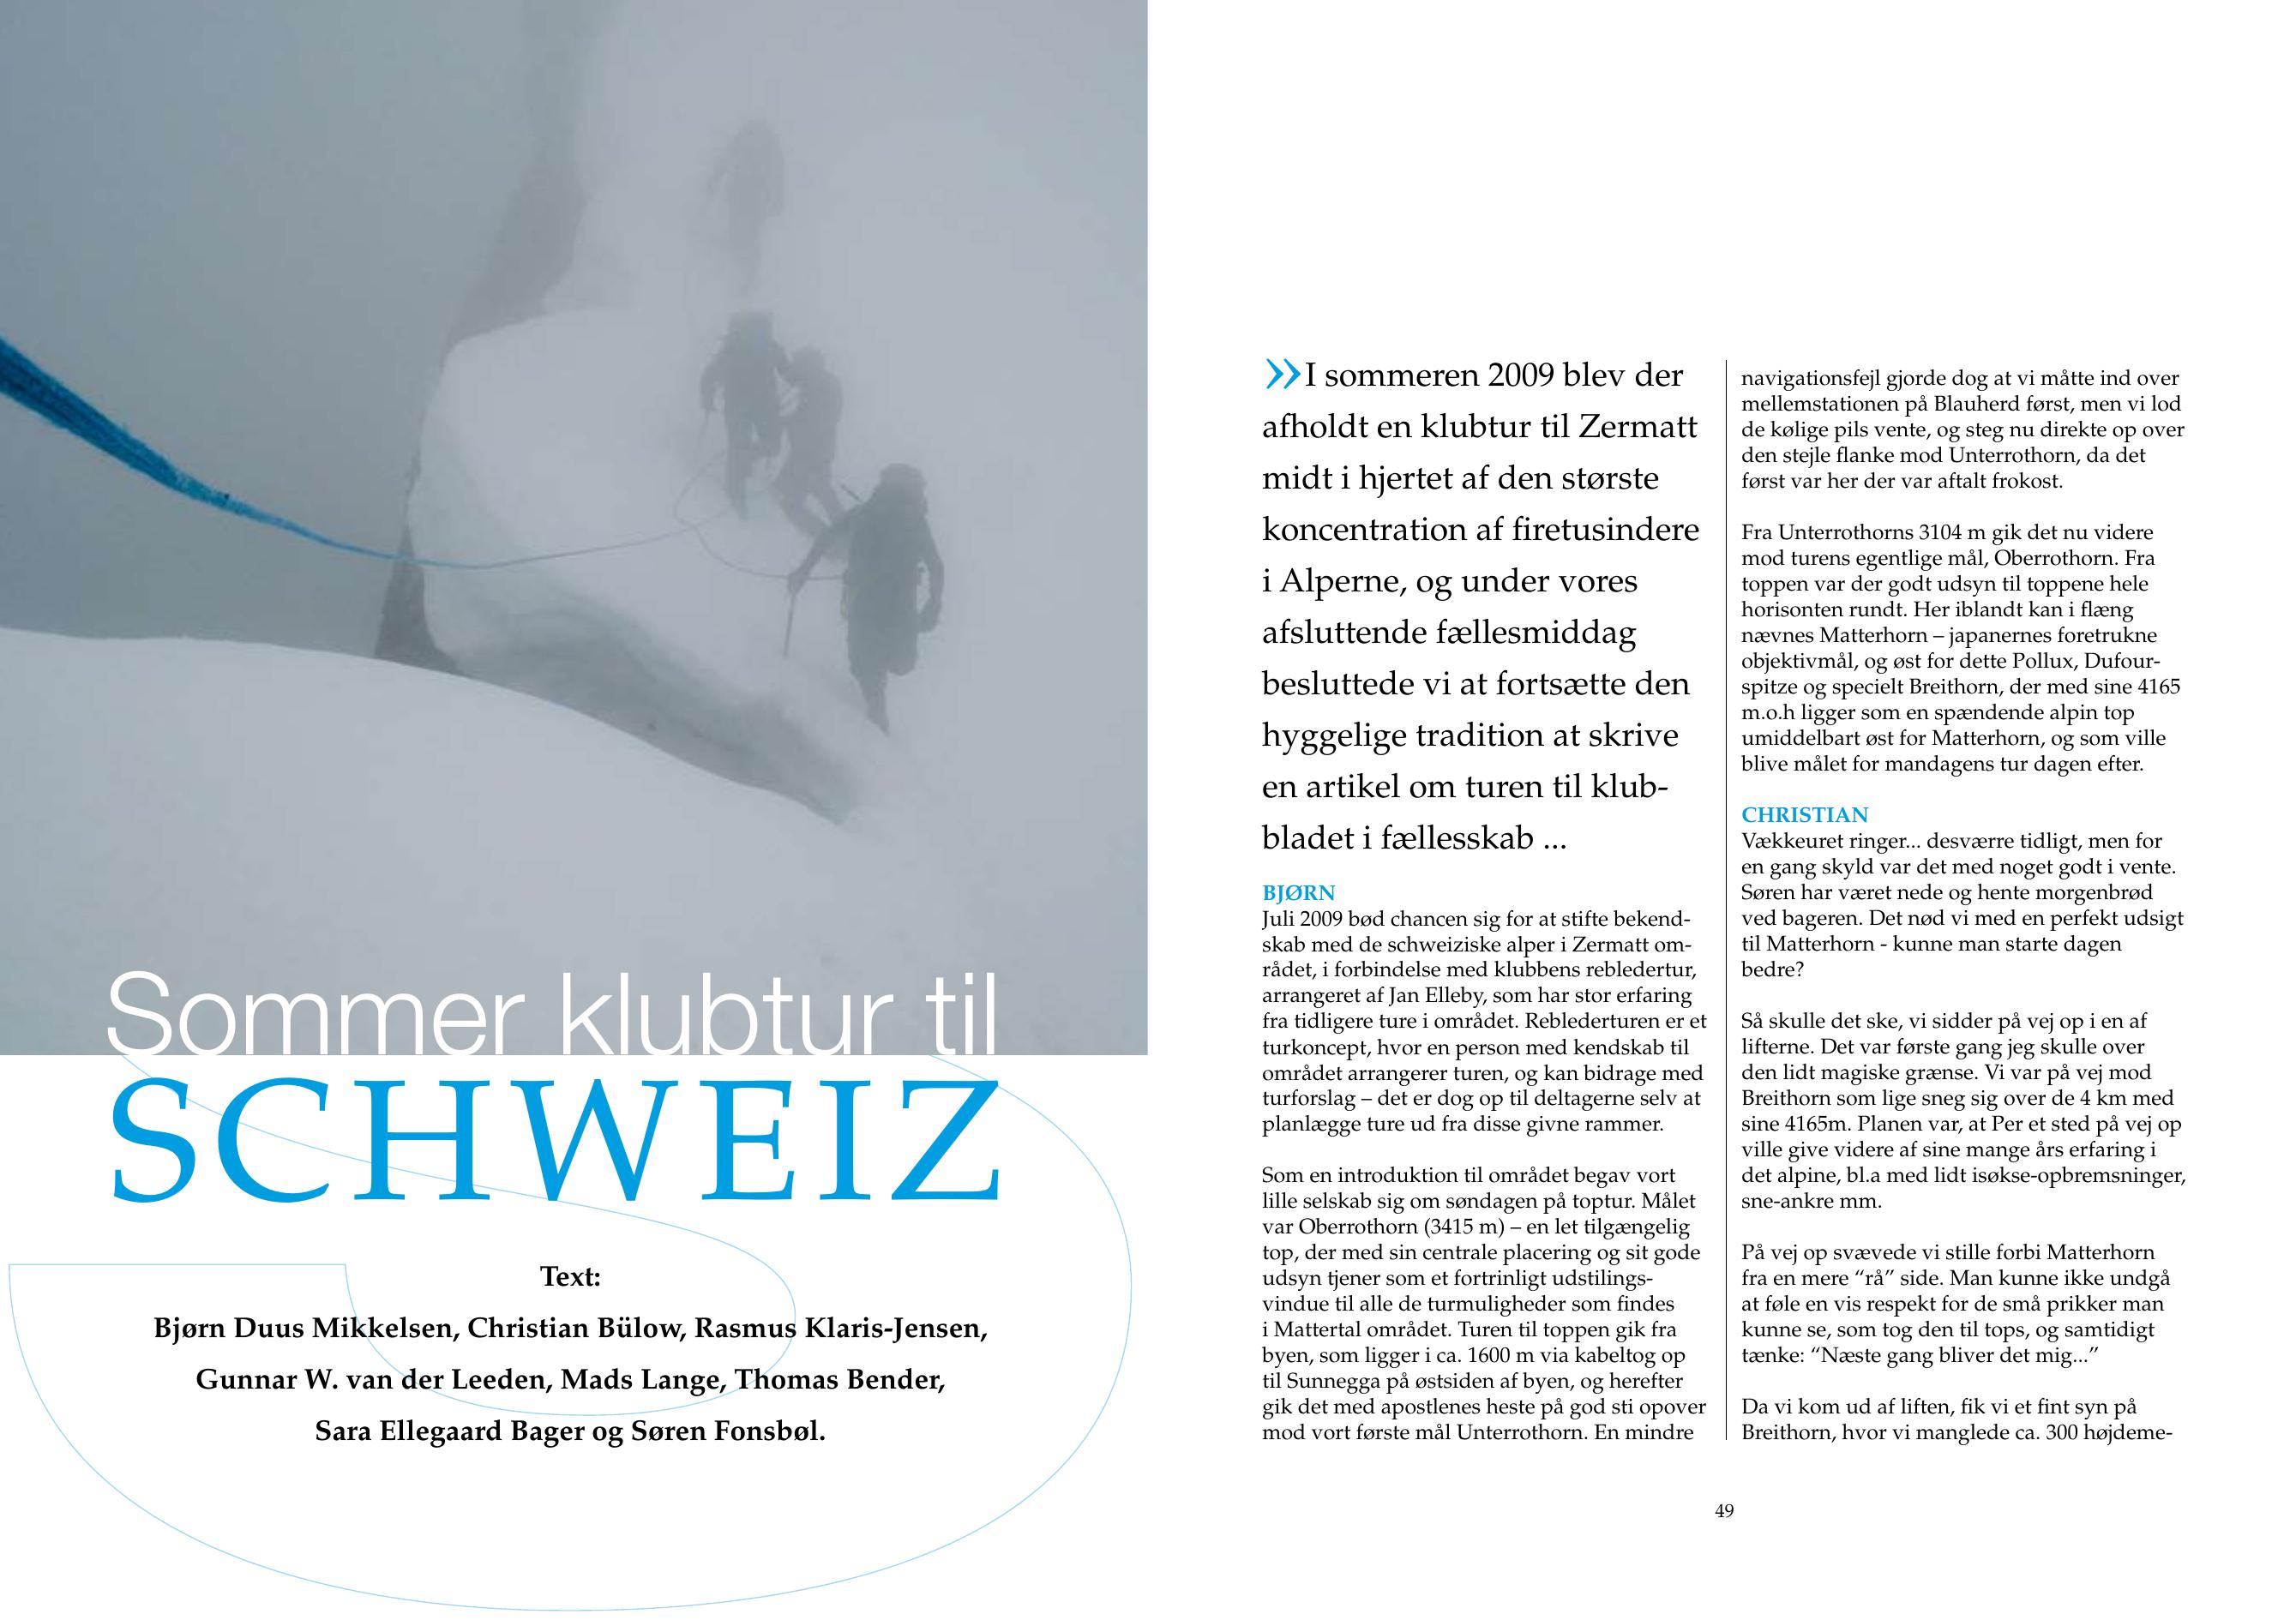 Sommer klubtur til
SCHWEIZ
Text:
Bjørn Duus Mikkelsen, Christian Bülow, Rasmus Klaris-Jensen,
Gunnar W. van der Leeden, Mads Lange, Thomas Bender,
Sara Ellegaard Bager og Søren Fonsbøl.
»I sommeren 2009 blev der
afholdt en klubtur til Zermatt
midt i hjertet af den største
koncentration af firetusindere
i Alperne, og under vores
afsluttende fællesmiddag
besluttede vi at fortsætte den
hyggelige tradition at skrive
en artikel om turen til klub-
bladet i fællesskab ...
BJØRN
Juli 2009 bød chancen sig for at stifte bekend-
skab med de schweiziske alper i Zermatt om-
rådet, i forbindelse med klubbens rebledertur,
arrangeret af Jan Elleby, som har stor erfaring
fra tidligere ture i området. Reblederturen er et
turkoncept, hvor en person med kendskab til
området arrangerer turen, og kan bidrage med
turforslag – det er dog op til deltagerne selv at
planlægge ture ud fra disse givne rammer.
Som en introduktion til området begav vort
lille selskab sig om søndagen på toptur. Målet
var Oberrothorn (3415 m) – en let tilgængelig
top, der med sin centrale placering og sit gode
udsyn tjener som et fortrinligt udstilings-
vindue til alle de turmuligheder som findes
i Mattertal området. Turen til toppen gik fra
byen, som ligger i ca. 1600 m via kabeltog op
til Sunnegga på østsiden af byen, og herefter
gik det med apostlenes heste på god sti opover
mod vort første mål Unterrothorn. En mindre
navigationsfejl gjorde dog at vi måtte ind over
mellemstationen på Blauherd først, men vi lod
de kølige pils vente, og steg nu direkte op over
den stejle flanke mod Unterrothorn, da det
først var her der var aftalt frokost.
Fra Unterrothorns 3104 m gik det nu videre
mod turens egentlige mål, Oberrothorn. Fra
toppen var der godt udsyn til toppene hele
horisonten rundt. Her iblandt kan i flæng
nævnes Matterhorn – japanernes foretrukne
objektivmål, og øst for dette Pollux, Dufour-
spitze og specielt Breithorn, der med sine 4165
m.o.h ligger som en spændende alpin top
umiddelbart øst for Matterhorn, og som ville
blive målet for mandagens tur dagen efter.
CHRISTIAN
Vækkeuret ringer... desværre tidligt, men for
en gang skyld var det med noget godt i vente.
Søren har været nede og hente morgenbrød
ved bageren. Det nød vi med en perfekt udsigt
til Matterhorn - kunne man starte dagen
bedre?
Så skulle det ske, vi sidder på vej op i en af
lifterne. Det var første gang jeg skulle over
den lidt magiske grænse. Vi var på vej mod
Breithorn som lige sneg sig over de 4 km med
sine 4165m. Planen var, at Per et sted på vej op
ville give videre af sine mange års erfaring i
det alpine, bl.a med lidt isøkse-opbremsninger,
sne-ankre mm.
På vej op svævede vi stille forbi Matterhorn
fra en mere “rå” side. Man kunne ikke undgå
at føle en vis respekt for de små prikker man
kunne se, som tog den til tops, og samtidigt
tænke: “Næste gang bliver det mig...”
Da vi kom ud af liften, fik vi et fint syn på
Breithorn, hvor vi manglede ca. 300 højdeme-
49